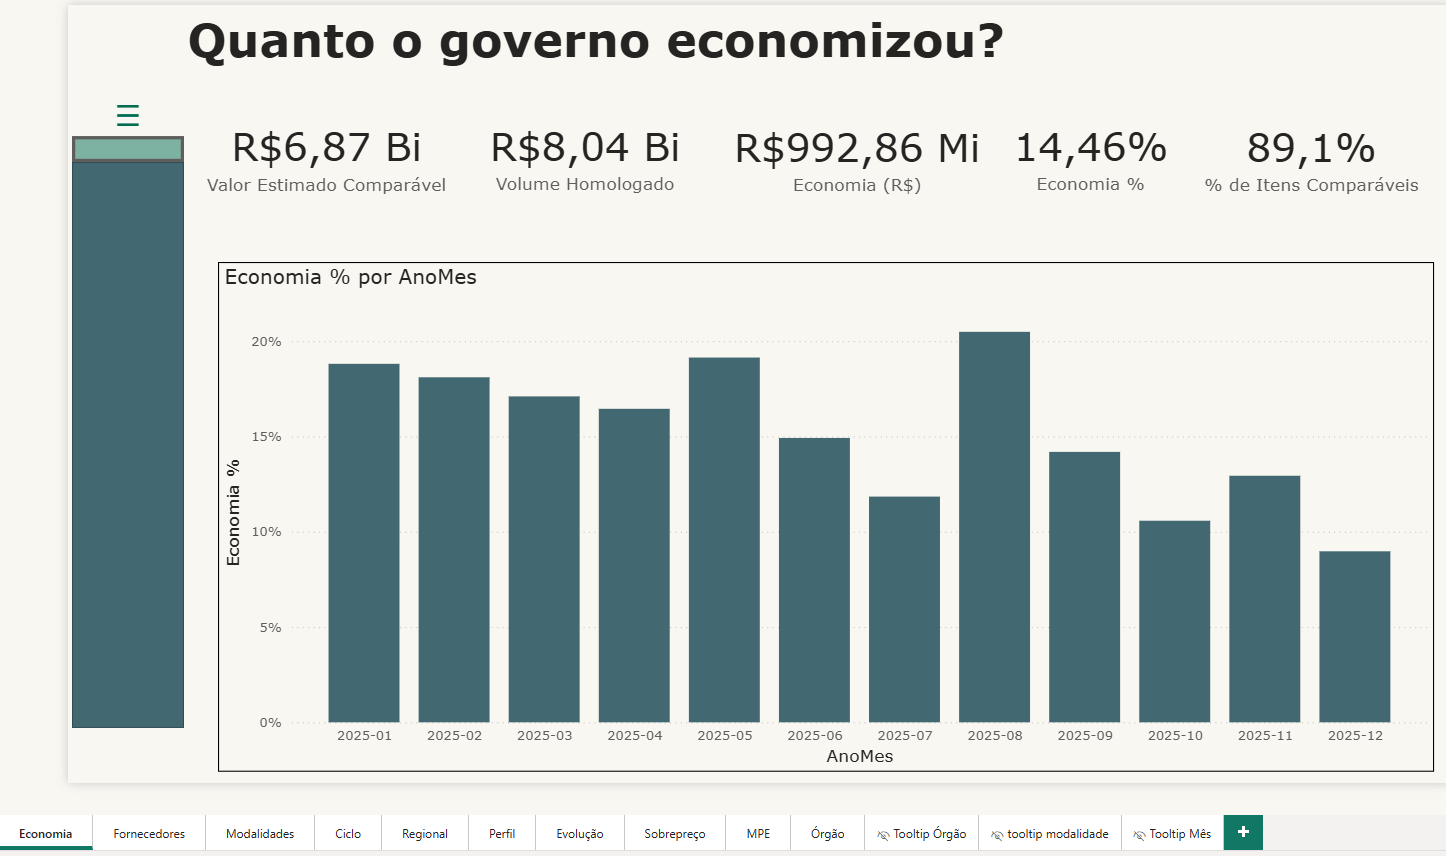 Quanto o governo economizou?
R$6,87 Bi
Valor Estimado Comparável
R$8,04 Bi
Volume Homologado
R$992,86 Mi
Economia (R$)
14,46%
Economia %
89,1%
% de Itens Comparáveis
Economia % por AnoMes
Economia %
20%
15%
10%
5%
0%
2025-01 2025-02 2025-03 2025-04 2025-05 2025-06 2025-07 2025-08 2025-09 2025-10 2025-11 2025-12
AnoMes
Economia Fornecedores Modalidades Ciclo Regional Perfil Evolução Sobrepreço MPE Órgão Tooltip Órgão tooltip modalidade Tooltip Mês +